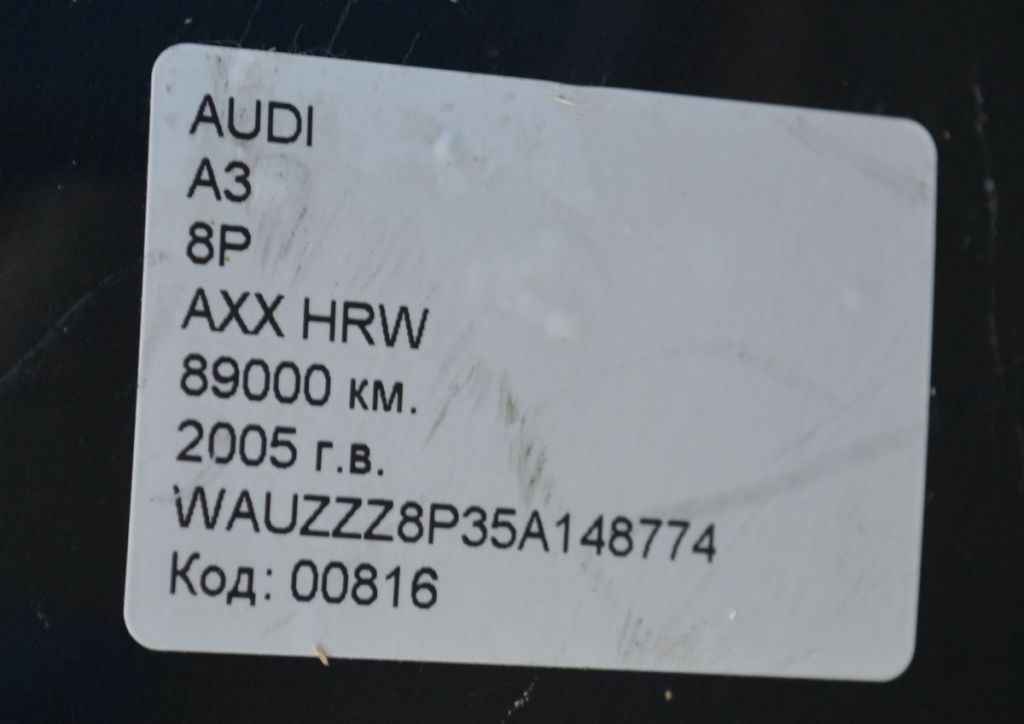 AUDI
A3
8P
AXX HRW
89000 км.
2005 г.в.
WAUZZZ8P35A148774
Код: 00816